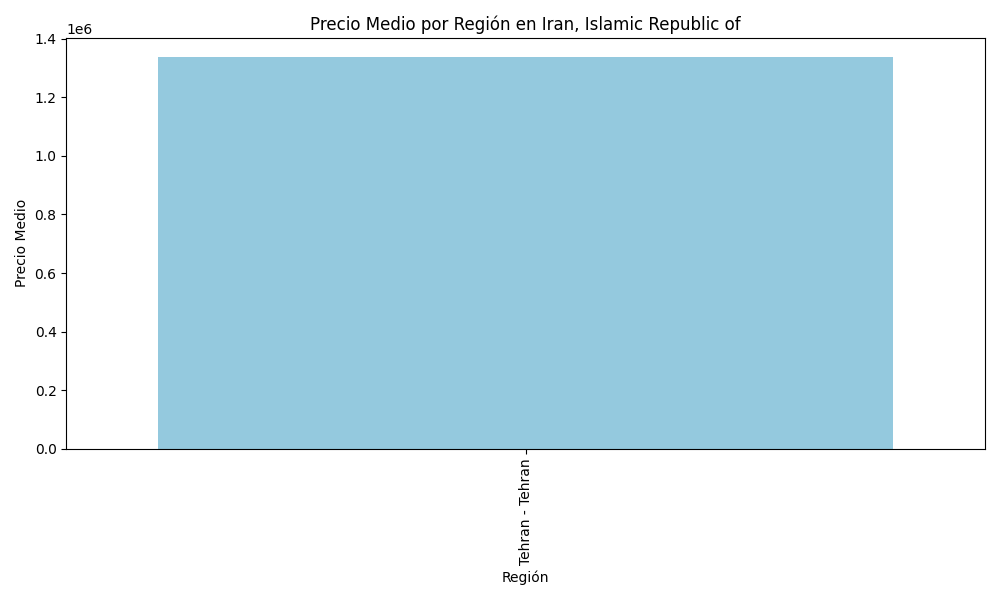 Precio Medio por Región en Iran, Islamic Republic of
1e6
1.4
1.2
1.0
0.8
0.6
0.4
0.2
0.0
Precio Medio
Tehran - Tehran
Región